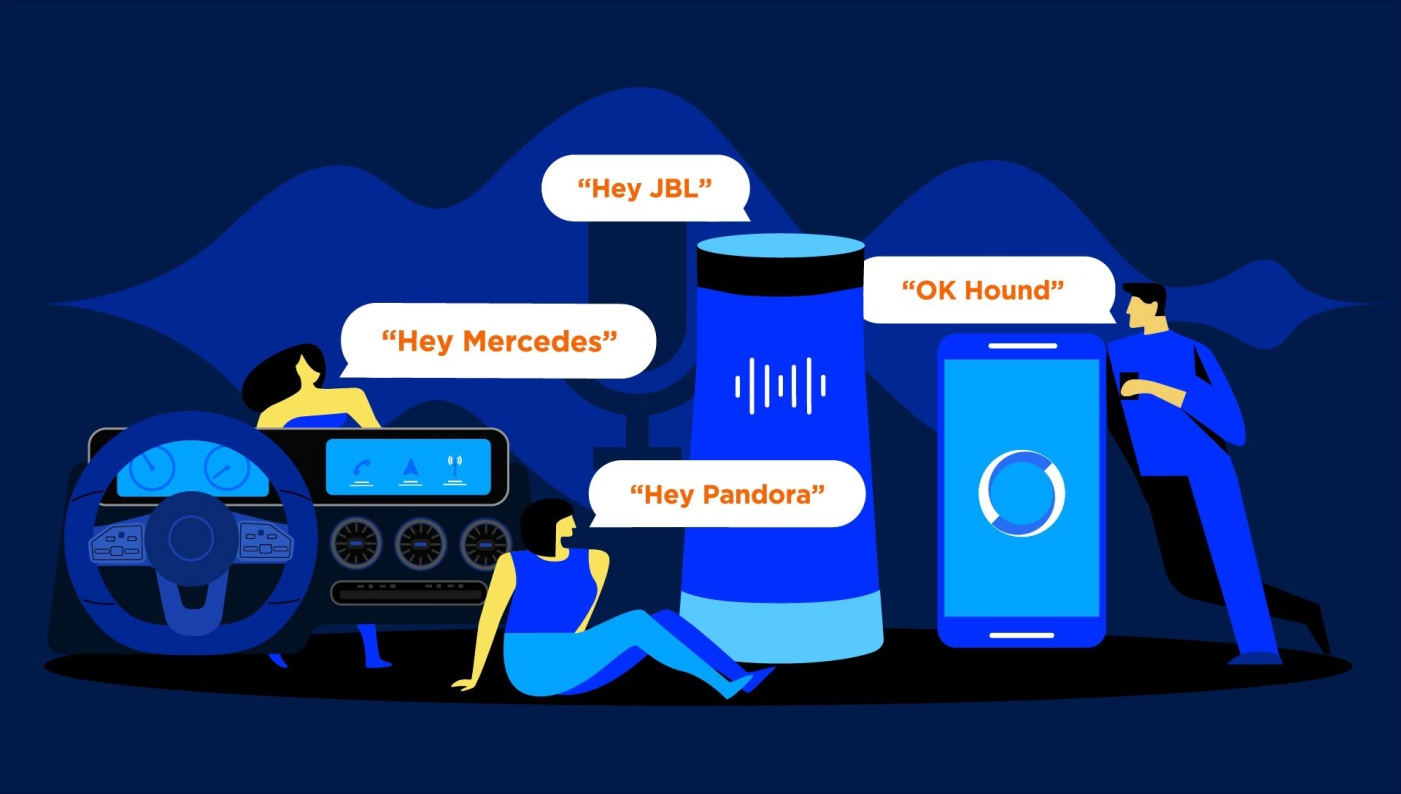 “Hey JBL”
“OK Hound”
“Hey Mercedes”
“Hey Pandora”